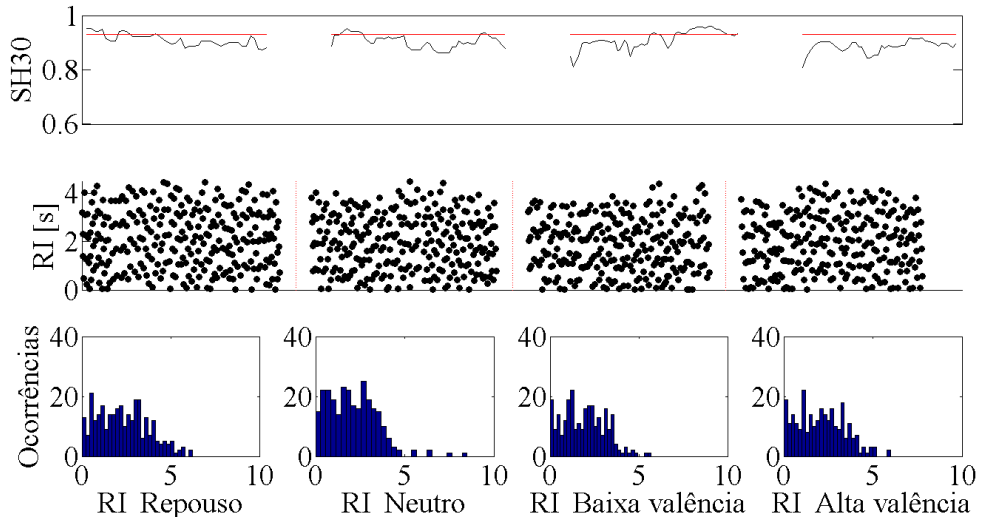 1
0.8
0.6
SH30
4
2
0
RI [s]
40 40 40 40
20 20 20 20
0 0 0 0
Ocorrências
0 5 10 0 5 10 0 5 10 0 5 10
RI Repouso RI Neutro RI Baixa valência RI Alta valência